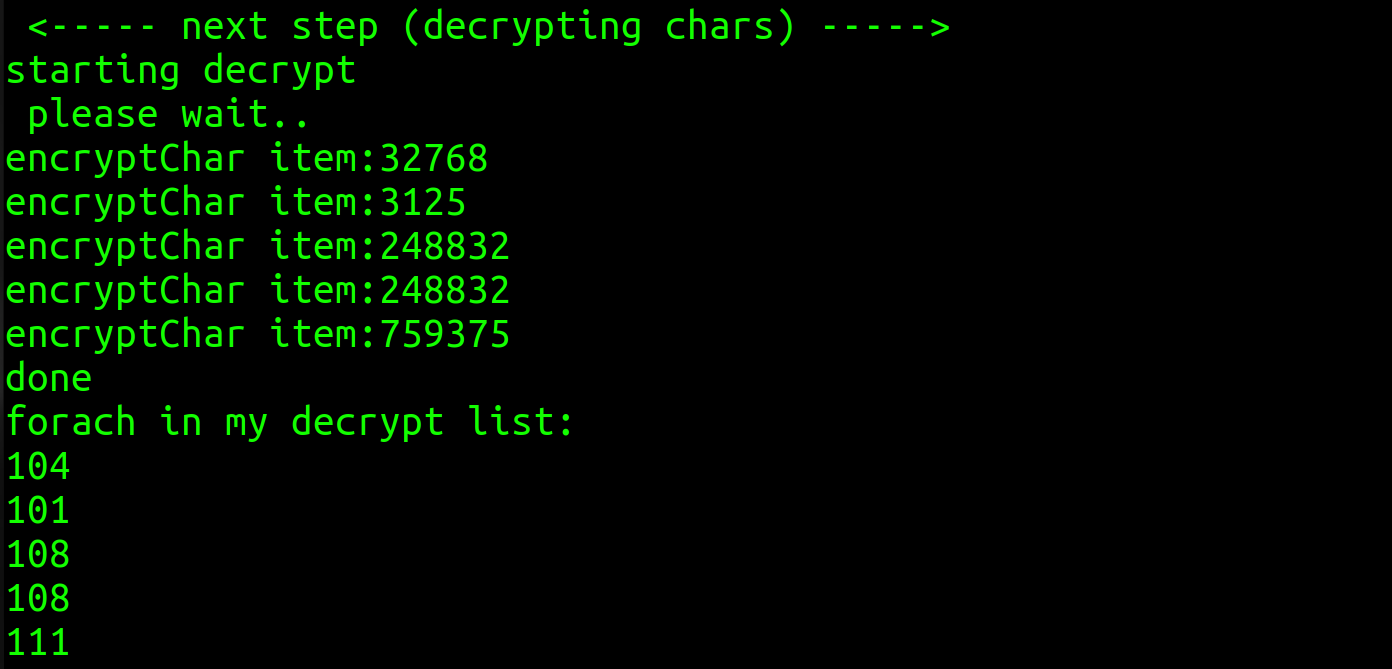 <----- next step (decrypting chars) ----->
starting decrypt
please wait..
encryptChar item:32768
encryptChar item:3125
encryptChar item:248832
encryptChar item:248832
encryptChar item:759375
done
forach in my decrypt list:
104
101
108
108
111